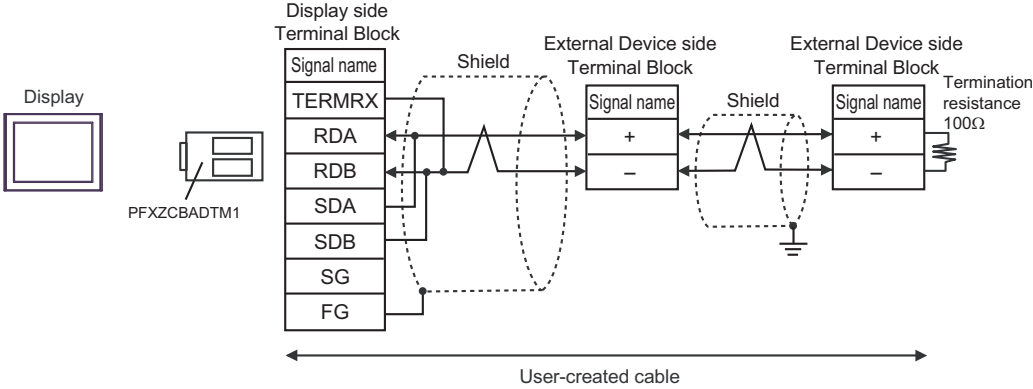 Display
PFXZCBADTM1
Display side
Terminal Block
Signal name
TERMRX
RDA
RDB
SDA
SDB
SG
FG
Shield
External Device side
Terminal Block
Signal name
+
–
Shield
External Device side
Terminal Block
Signal name
+
–
Termination
resistance
100Ω
User-created cable